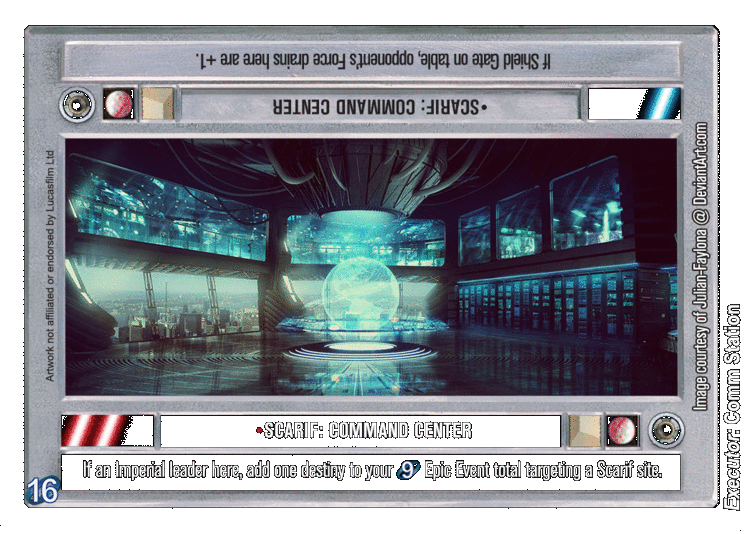 If Shield Gate on table, opponent's Force drains here are +1.
•SCARIF: COMMAND CENTER
Artwork not affiliated or endorsed by Lucasfilm Ltd
Image courtesy of Julian-Faylona @ DeviantArt.com
Executor: Comm Station
•SCARIF: COMMAND CENTER
If an Imperial leader here, add one destiny to your 9 Epic Event total targeting a Scarif site.
16